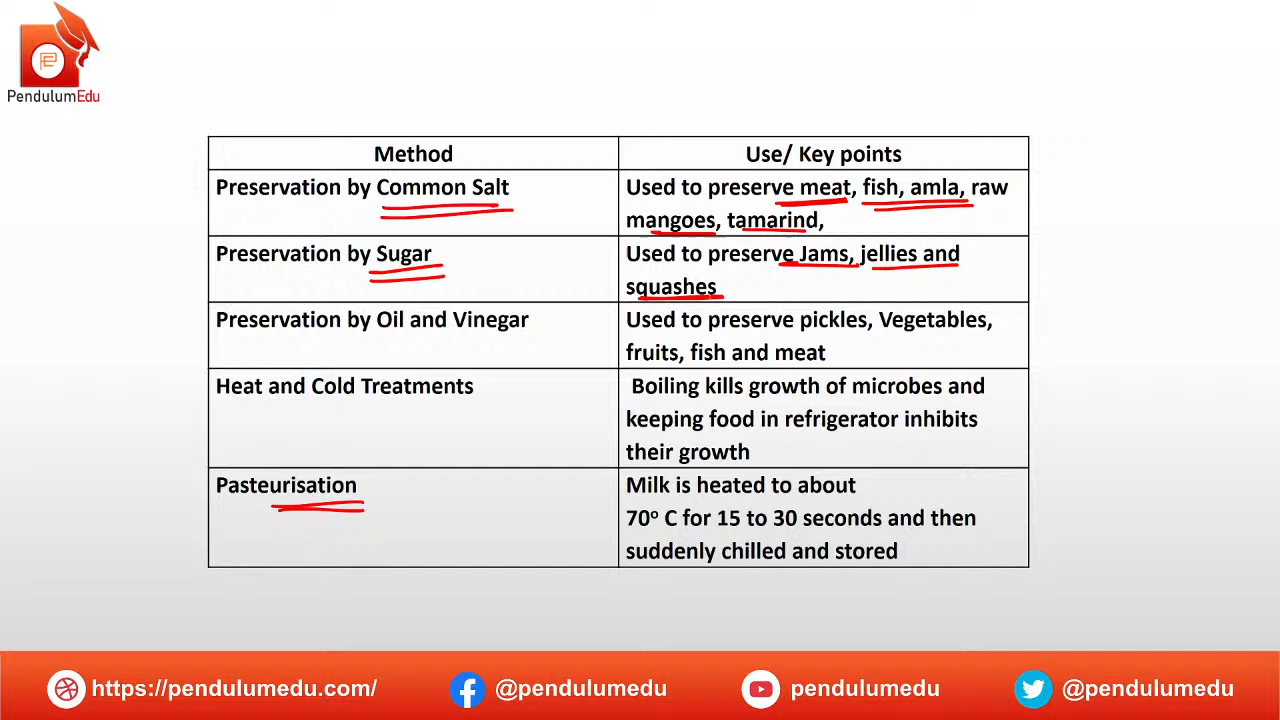 PendulumEdu
Method
Use/ Key points
Preservation by Common Salt
Used to preserve meat, fish, amla, raw
mangoes, tamarind,
Preservation by Sugar
Used to preserve Jams, jellies and
squashes
Preservation by Oil and Vinegar
Used to preserve pickles, Vegetables,
fruits, fish and meat
Heat and Cold Treatments
Boiling kills growth of microbes and
keeping food in refrigerator inhibits
their growth
Pasteurisation
Milk is heated to about
70º C for 15 to 30 seconds and then
suddenly chilled and stored
https://pendulumedu.com/
@pendulumedu
pendulumedu
@pendulumedu